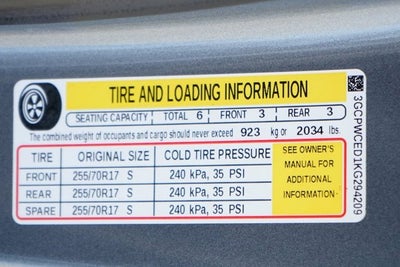 TIRE AND LOADING INFORMATION
SEATING CAPACITY TOTAL 6 FRONT 3 REAR 3
The combined weight of occupants and cargo should never exceed 923 kg or 2034 lbs.
TIRE ORIGINAL SIZE COLD TIRE PRESSURE
FRONT 255/70R17 S 240 kPa, 35 PSI
REAR 255/70R17 S 240 kPa, 35 PSI
SPARE 255/70R17 S 240 kPa, 35 PSI
SEE OWNER'S
MANUAL FOR
ADDITIONAL
INFORMATION
3GCPWCED1KG294209